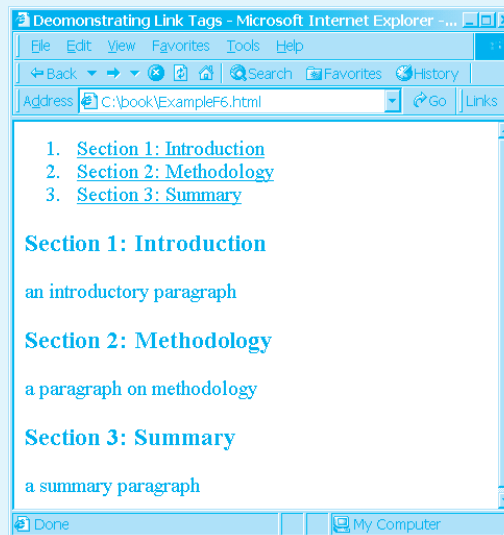 Deomonstrating Link Tags - Microsoft Internet Explorer -...
File Edit View Favorites Tools Help
Back Search Favorites History
Address C:\book\ExampleF6.html Go Links
1. Section 1: Introduction
2. Section 2: Methodology
3. Section 3: Summary
Section 1: Introduction
an introductory paragraph
Section 2: Methodology
a paragraph on methodology
Section 3: Summary
a summary paragraph
Done My Computer